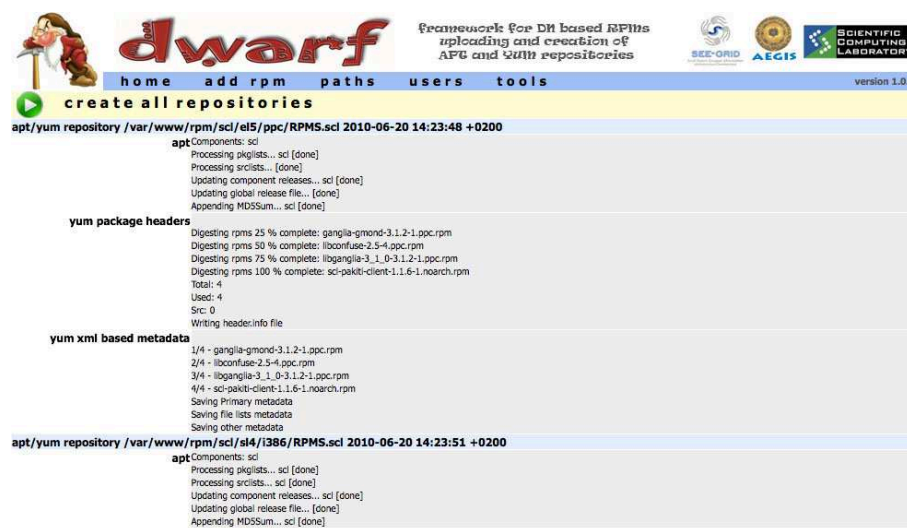 dwarf
framework for DN based RPMs
uploading and creation of
APT and YUM repositories
SEE-GRID
AEGIS
SCIENTIFIC
COMPUTING
LABORATORY
home add rpm paths users tools
version 1.0
create all repositories
apt/yum repository /var/www/rpm/scl/el5/ppc/RPMS.scl 2010-06-20 14:23:48 +0200
apt Components: scl
Processing pkglists... scl [done]
Processing srclists... [done]
Updating component releases... scl [done]
Updating global release file... [done]
Appending MD5Sum... scl [done]
yum package headers
Digesting rpms 25 % complete: ganglia-gmond-3.1.2-1.ppc.rpm
Digesting rpms 50 % complete: libconfuse-2.5-4.ppc.rpm
Digesting rpms 75 % complete: libganglia-3_1_0-3.1.2-1.ppc.rpm
Digesting rpms 100 % complete: scl-pakiti-client-1.1.6-1.noarch.rpm
Total: 4
Used: 4
Src: 0
Writing header.info file
yum xml based metadata
1/4 - ganglia-gmond-3.1.2-1.ppc.rpm
2/4 - libconfuse-2.5-4.ppc.rpm
3/4 - libganglia-3_1_0-3.1.2-1.ppc.rpm
4/4 - scl-pakiti-client-1.1.6-1.noarch.rpm
Saving Primary metadata
Saving file lists metadata
Saving other metadata
apt/yum repository /var/www/rpm/scl/sl4/i386/RPMS.scl 2010-06-20 14:23:51 +0200
apt Components: scl
Processing pkglists... scl [done]
Processing srclists... scl [done]
Updating component releases... scl [done]
Updating global release file... [done]
Appending MD5Sum... scl [done]